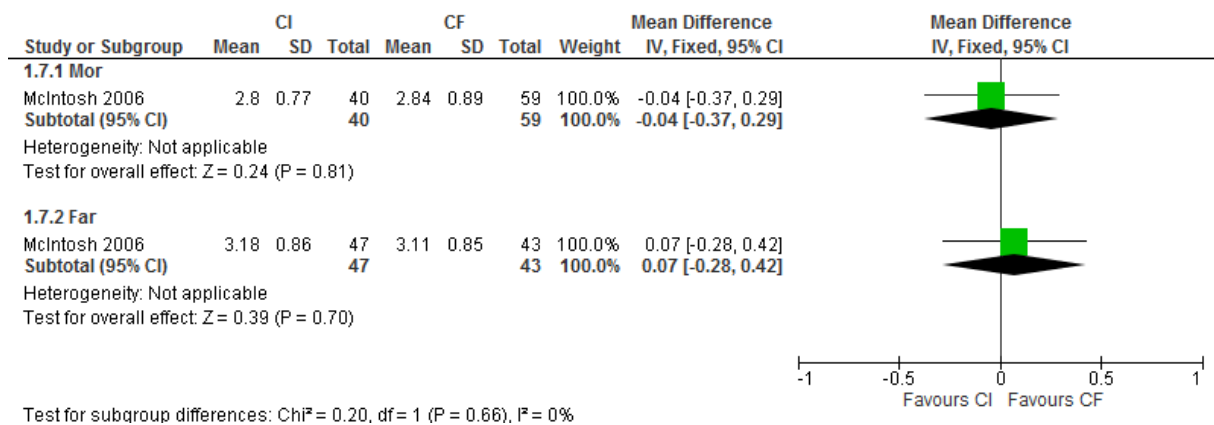 CI CF Mean Difference Mean Difference
Study or Subgroup Mean SD Total Mean SD Total Weight IV, Fixed, 95% CI IV, Fixed, 95% CI
1.7.1 Mor
McIntosh 2006 2.8 0.77 40 2.84 0.89 59 100.0% -0.04 [-0.37, 0.29]
Subtotal (95% CI) 40 59 100.0% -0.04 [-0.37, 0.29]
Heterogeneity: Not applicable
Test for overall effect: Z = 0.24 (P = 0.81)
1.7.2 Far
McIntosh 2006 3.18 0.86 47 3.11 0.85 43 100.0% 0.07 [-0.28, 0.42]
Subtotal (95% CI) 47 43 100.0% 0.07 [-0.28, 0.42]
Heterogeneity: Not applicable
Test for overall effect: Z = 0.39 (P = 0.70)
-1 -0.5 0 0.5 1
Favours CI Favours CF
Test for subgroup differences: Chi² = 0.20, df = 1 (P = 0.66), I² = 0%